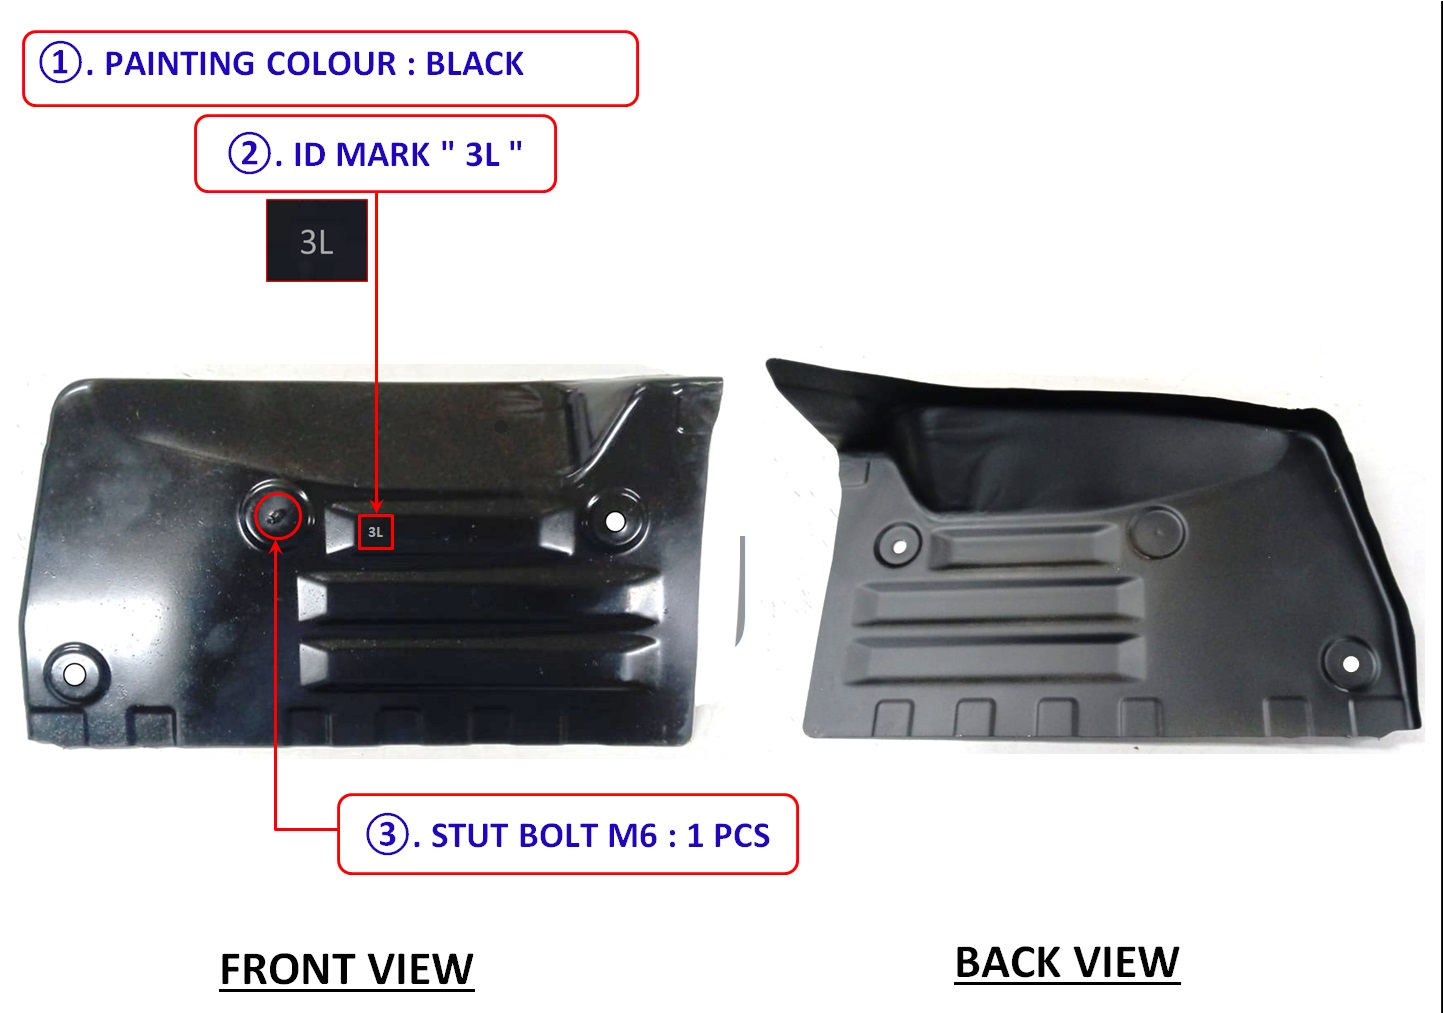 ①. PAINTING COLOUR : BLACK
②. ID MARK " 3L "
3L
3L
③. STUT BOLT M6 : 1 PCS
FRONT VIEW
BACK VIEW